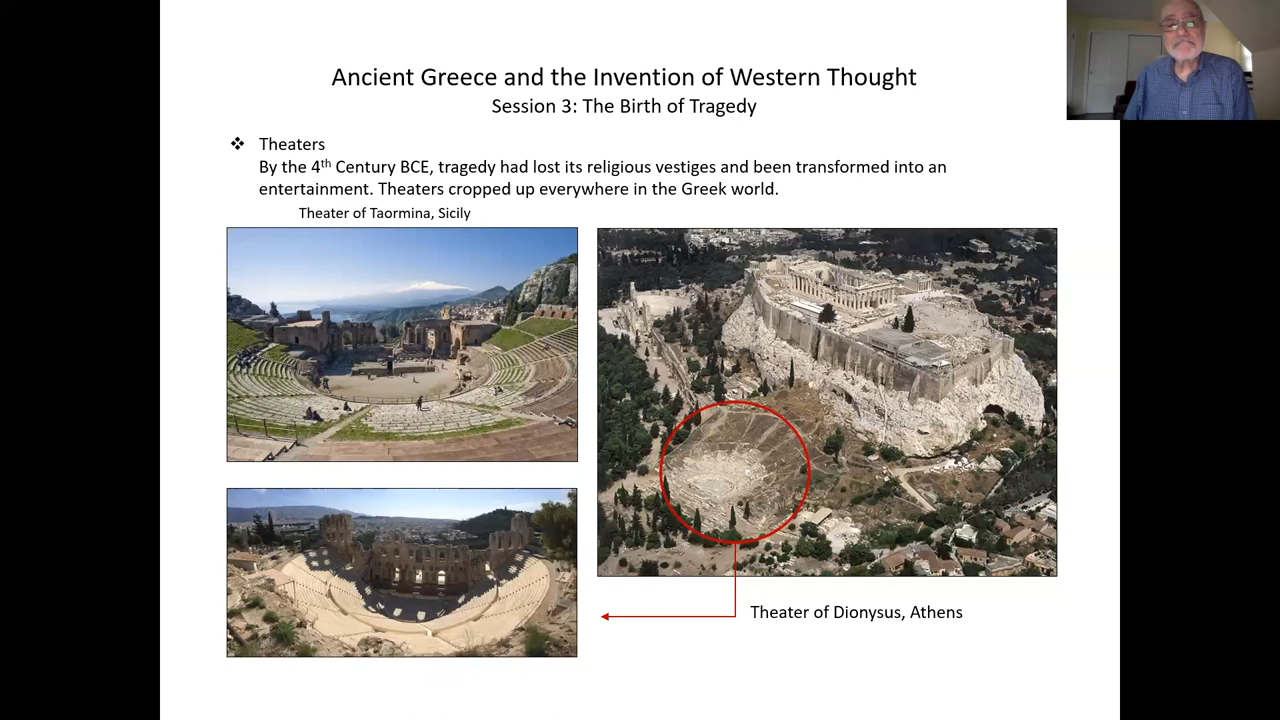 Ancient Greece and the Invention of Western Thought
Session 3: The Birth of Tragedy
❖ Theaters
By the 4th Century BCE, tragedy had lost its religious vestiges and been transformed into an
entertainment. Theaters cropped up everywhere in the Greek world.
Theater of Taormina, Sicily
Theater of Dionysus, Athens